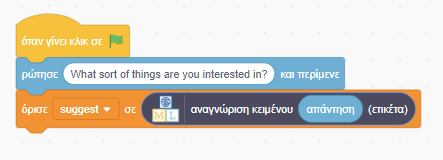 όταν γίνει κλικ σε
ρώτησε What sort of things are you interested in? και περίμενε
όρισε suggest σε ML αναγνώριση κειμένου απάντηση (ετικέτα)